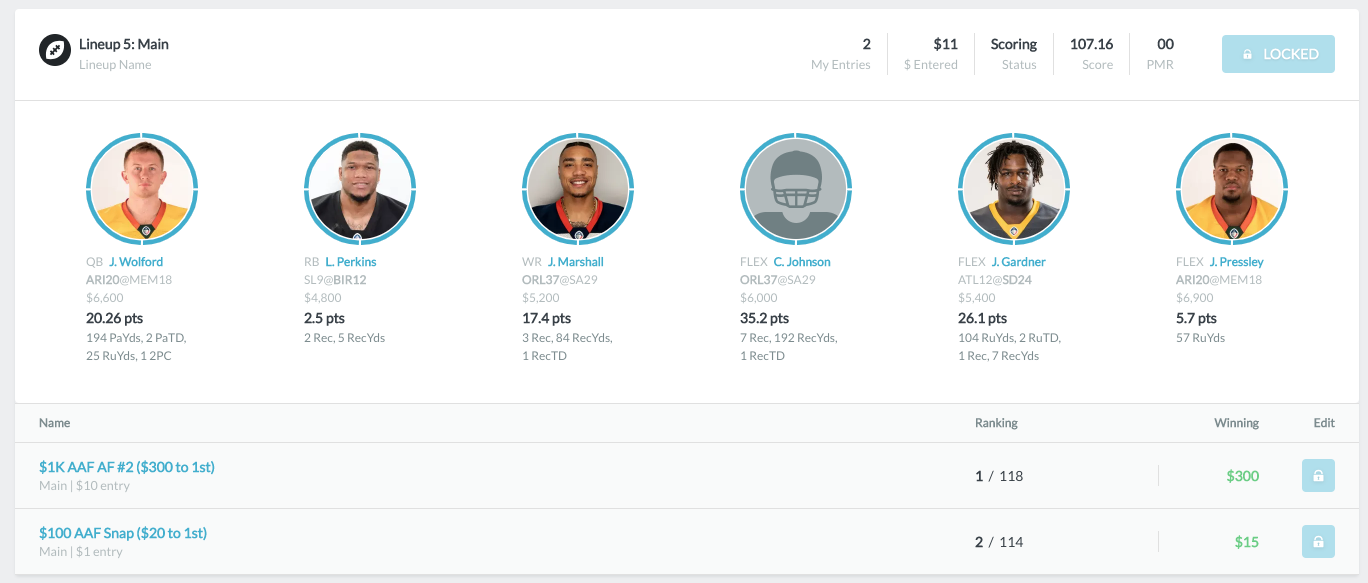 Lineup 5: Main
Lineup Name
2
My Entries
$11
$ Entered
Scoring
Status
107.16
Score
00
PMR
LOCKED
QB J. Wolford
ARI20@MEM18
$6,600
20.26 pts
194 PaYds, 2 PaTD,
25 RuYds, 1 2PC
RB L. Perkins
SL9@BIR12
$4,800
2.5 pts
2 Rec, 5 RecYds
WR J. Marshall
ORL37@SA29
$5,200
17.4 pts
3 Rec, 84 RecYds,
1 RecTD
FLEX C. Johnson
ORL37@SA29
$6,000
35.2 pts
7 Rec, 192 RecYds,
1 RecTD
FLEX J. Gardner
ATL12@SD24
$5,400
26.1 pts
104 RuYds, 2 RuTD,
1 Rec, 7 RecYds
FLEX J. Pressley
ARI20@MEM18
$6,900
5.7 pts
57 RuYds
Name Ranking Winning Edit
$1K AAF AF #2 ($300 to 1st)
Main | $10 entry
1 / 118
$300
$100 AAF Snap ($20 to 1st)
Main | $1 entry
2 / 114
$15